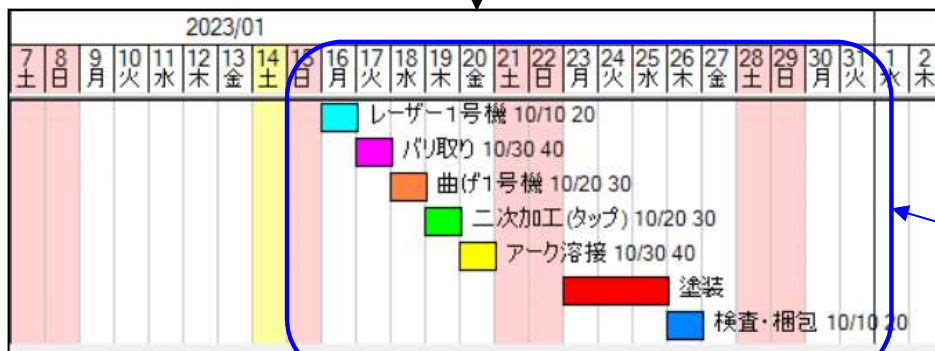 2023/01
7 8 9 10 11 12 13 14 15 16 17 18 19 20 21 22 23 24 25 26 27 28 29 30 31 1 2
土 日 月 火 水 木 金 土 日 月 火 水 木 金 土 日 月 火 水 木 金 土 日 月 火 水 木
レーザー1号機 10/10 20
バリ取り 10/30 40
曲げ1号機 10/20 30
二次加工(タップ) 10/20 30
アーク溶接 10/30 40
塗装
検査・梱包 10/10 20